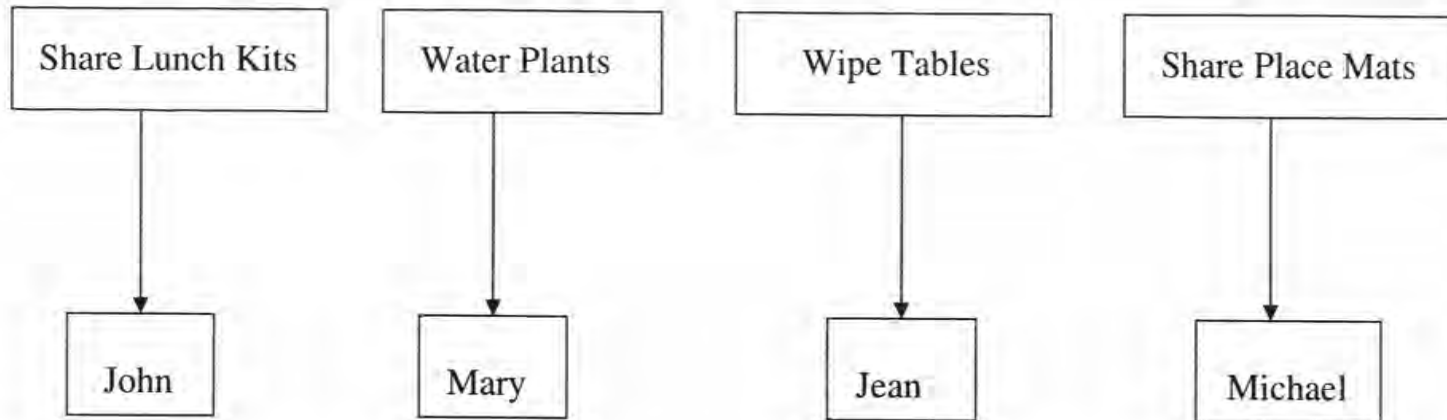 Share Lunch Kits
Water Plants
Wipe Tables
Share Place Mats
John
Mary
Jean
Michael